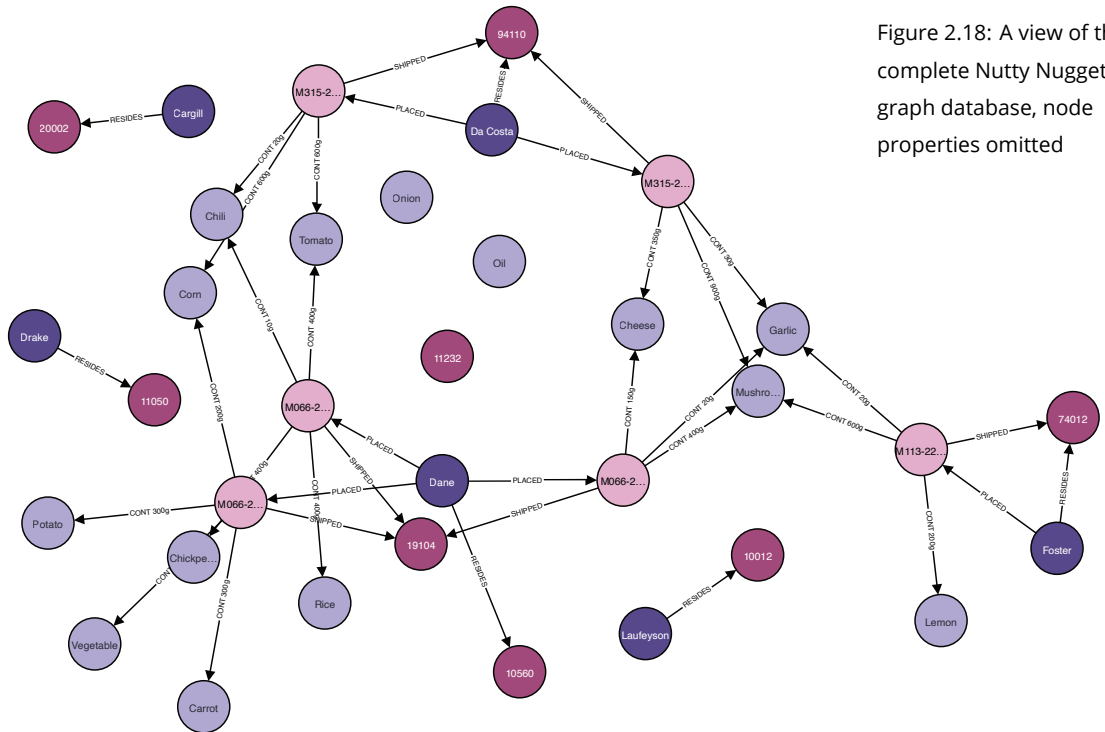 Figure 2.18: A view of th
complete Nutty Nugget
graph database, node
properties omitted
94110
SHIPPED
M315-2...
RESIDES
20002
RESIDES
Cargill
PLACED
Da Costa
SHIPPED
PLACED
CONT 20g
CONT 600g
CONT 600g
M315-2...
Onion
Chili
Tomato
CONT 350g
CONT 30g
Oil
CONT 900g
Corn
CONT 10g
CONT 400g
Cheese
Garlic
Drake
RESIDES
11232
11050
CONT 200g
M066-2...
CONT 150g
CONT 20g
Mushro...
CONT 20g
CONT 600g
74012
PLACED
SHIPPED
CONT 400g
SHIPPED
M113-22...
400g
Dane
PLACED
PLACED
M066-2...
PLACED
RESIDES
M066-2...
CONT 400g
Potato
CONT 300g
SHIPPED
SHIPPED
19104
CONT 200g
Chickpe...
CON
RESIDES
10012
Foster
CONT 300g
Rice
RESIDES
Laufeyson
Lemon
Vegetable
10560
Carrot